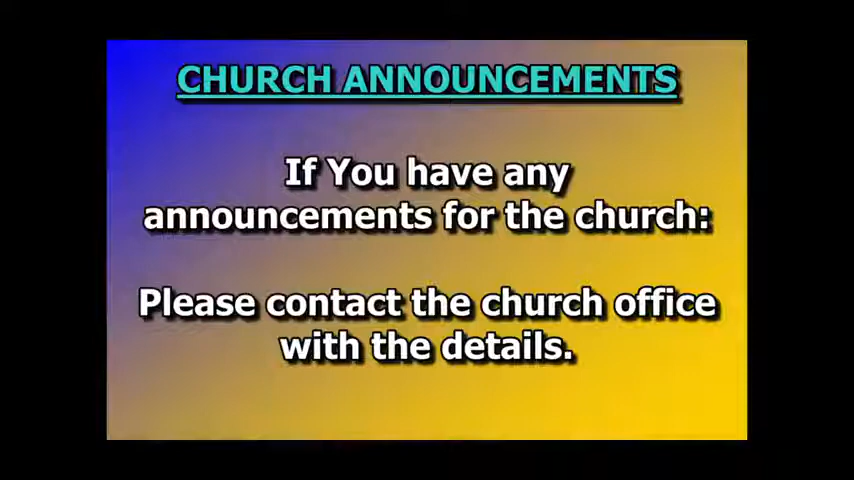 CHURCH ANNOUNCEMENTS
If You have any
announcements for the church:
Please contact the church office
with the details.